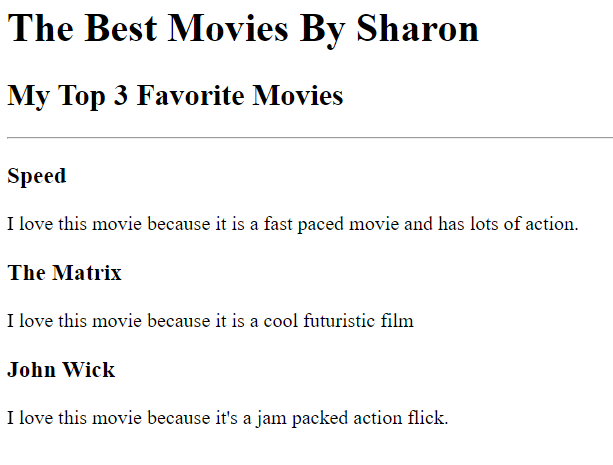 The Best Movies By Sharon
My Top 3 Favorite Movies
Speed
I love this movie because it is a fast paced movie and has lots of action.
The Matrix
I love this movie because it is a cool futuristic film
John Wick
I love this movie because it's a jam packed action flick.